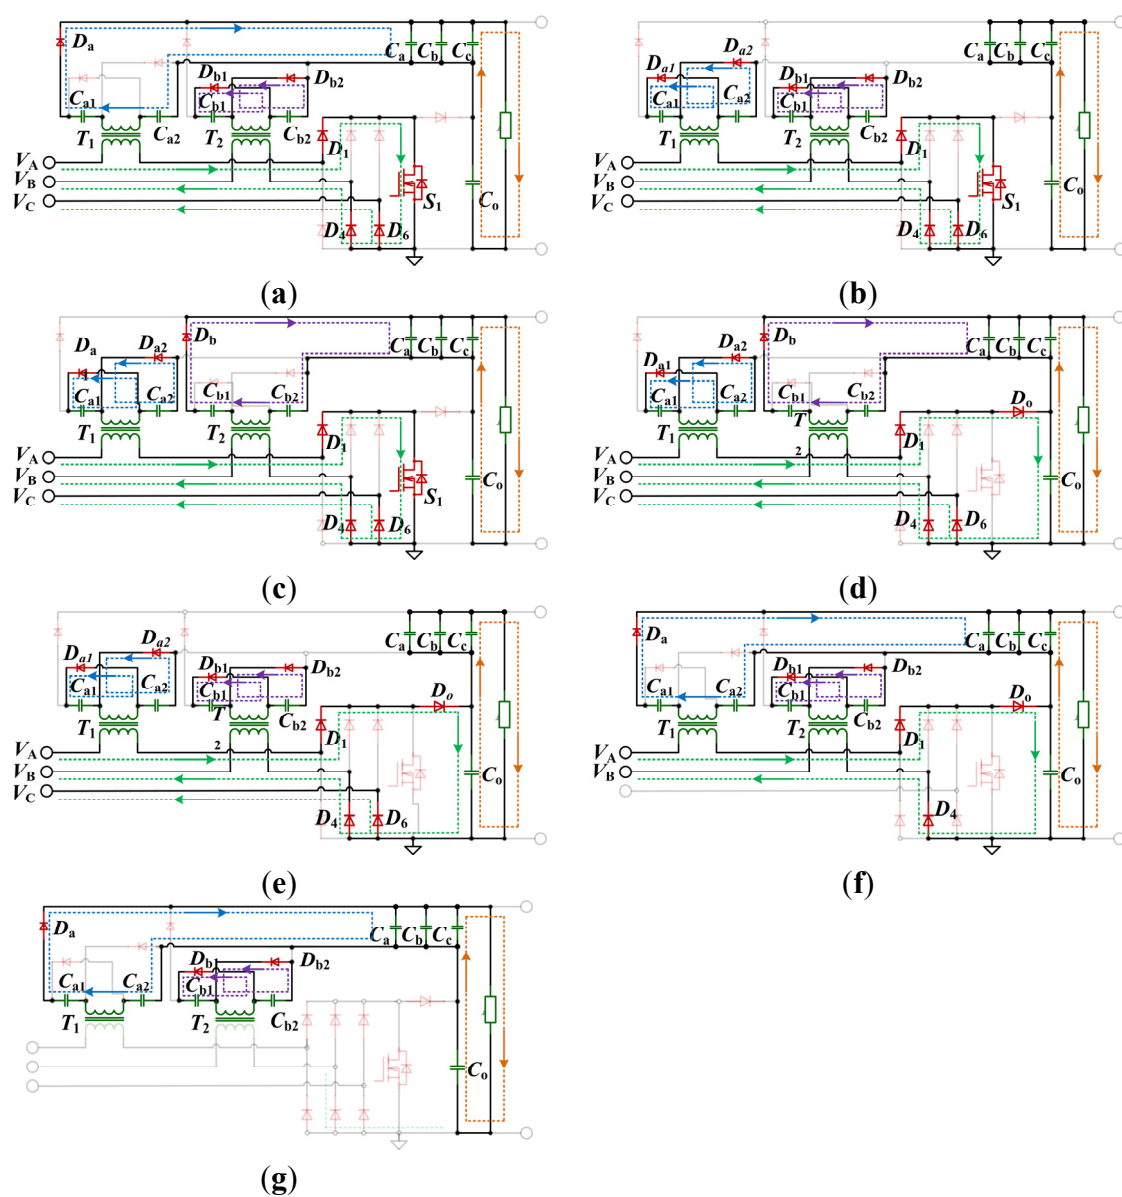 Da Ca Cb Cc
Db1 Db2
Ca1 Cb1
T1 Ca2 T2 Cb2
VA D1
VB
VC S1 Co
D4 D6
(a)
Da2 Ca Cb Cc
Da1 Db1 Db2
Ca1 Ca2 Cb1
T1 T2 Cb2
VA D1
VB
VC S1 Co
D4 D6
(b)
Da Da2 Db Ca Cb Cc
1
Ca1 Ca2 Cb1 Cb2
T1 T2
VA D1
VB
VC S1 Co
D4 D6
(c)
Da1 Da2 Db Ca Cb Cc
Ca1 Ca2 Cb1 Cb2 Do
T1 T
VA 2 D1
VB Co
VC
D4 D6
(d)
Da1 Da2 Ca Cb Cc
Db1 Db2
Ca1 Ca2 Cb1 Do
T1 T Cb2
VA 2 D1
VB Co
VC
D4 D6
(e)
Da Ca Cb Cc
Db1 Db2
Ca1 Ca2 Cb1 Do
T1 T2 Cb2
VA D1
VB Co
D4
(f)
Da Ca Cb Cc
Db1 Db2
Ca1 Ca2 Cb1
T1 T2 Cb2
Co
(g)